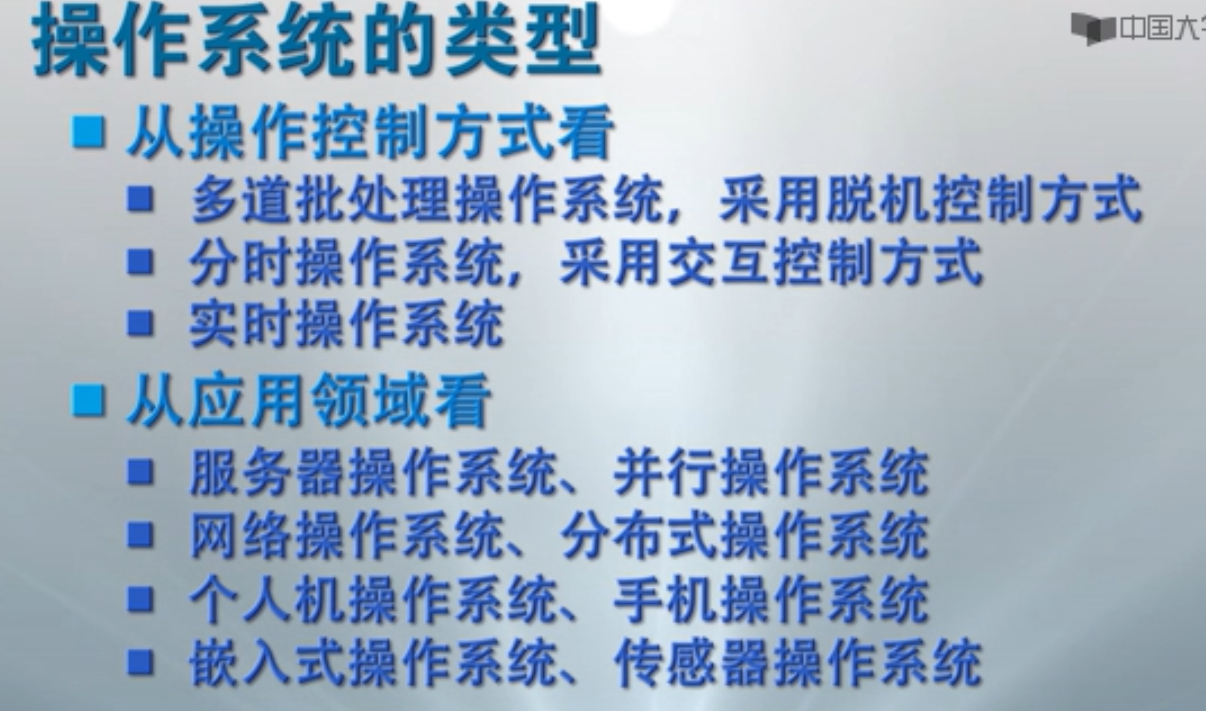 操作系统的类型
中国大
从操作控制方式看
多道批处理操作系统，采用脱机控制方式
分时操作系统，采用交互控制方式
实时操作系统
从应用领域看
服务器操作系统、并行操作系统
网络操作系统、分布式操作系统
个人机操作系统、手机操作系统
嵌入式操作系统、传感器操作系统